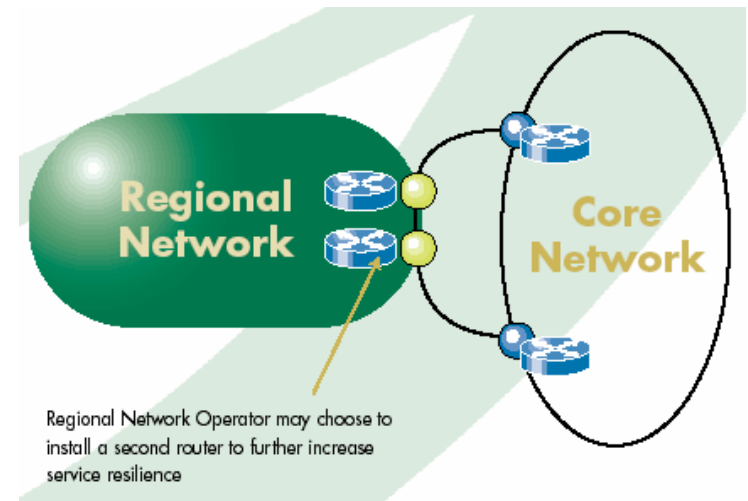 Regional
Network
Core
Network
Regional Network Operator may choose to
install a second router to further increase
service resilience